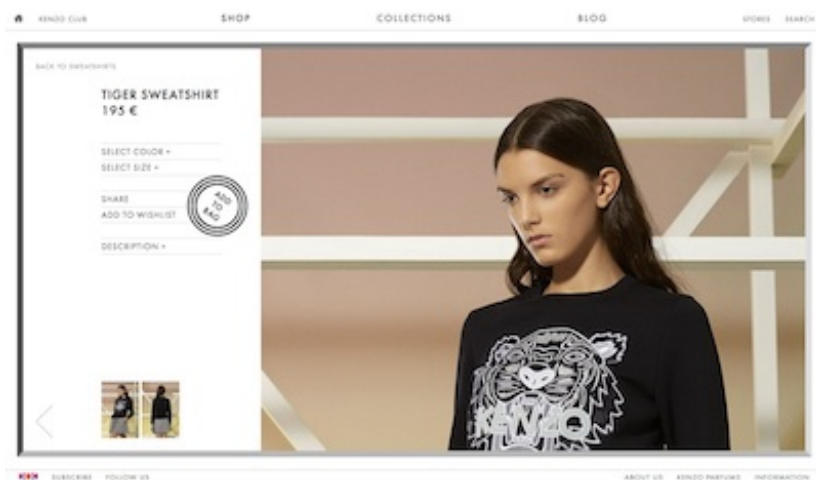 KENZO CLUB
SHOP
COLLECTIONS
BLOG
STORES
SEARCH
BACK TO SWEATSHIRTS
TIGER SWEATSHIRT
195 €
SELECT COLOR +
SELECT SIZE +
SHARE
ADD TO WISHLIST
ADD
TO
BAG
DESCRIPTION +
KENZO
SUBSCRIBE
FOLLOW US
ABOUT US
KENZO PARFUMS
INFORMATION